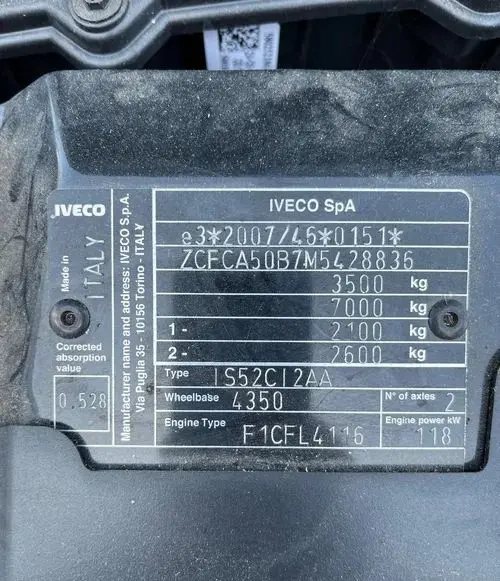 IVECO
Made in
ITALY
Corrected
absorption
value
0.528
Manufacturer name and address: IVECO S.p.A.
Via Puglia 35 - 10156 Torino - ITALY
IVECO SpA
e3*2007/46*0151*
ZCFCA50B7M5428836
3500 kg
7000 kg
1- 2100 kg
2- 2600 kg
Type IS52CI2AA
Wheelbase 4350 N° of axles 2
Engine Type F1CFL4116 Engine power kW 118